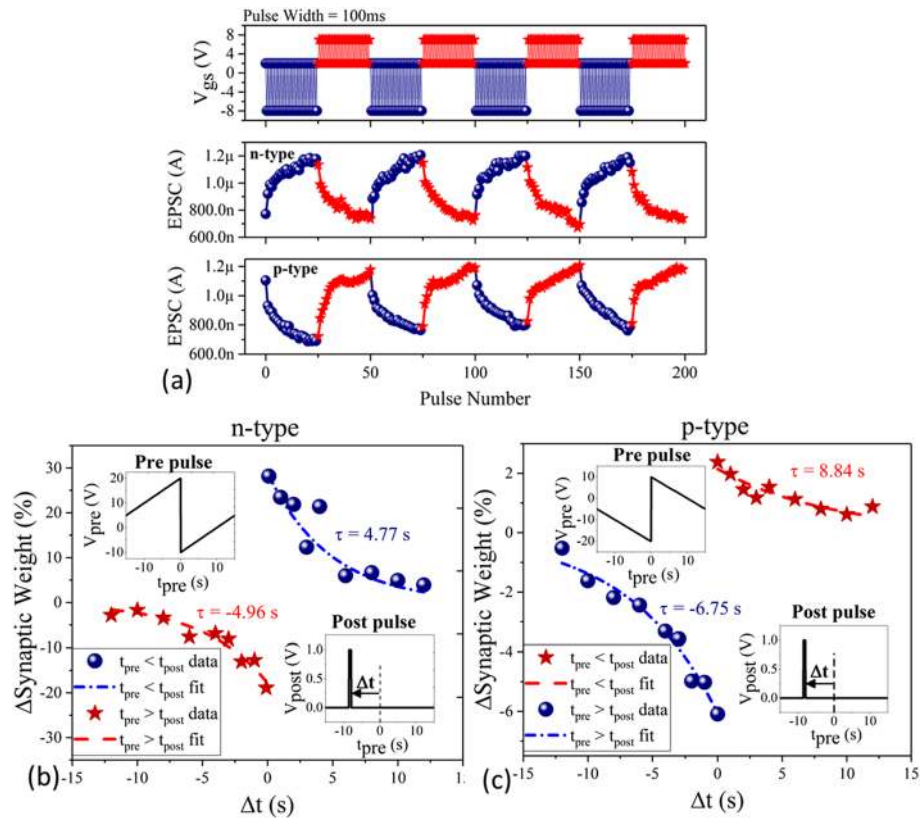 Pulse Width = 100ms
8
4
0
-4
-8
V_gs (V)
n-type
1.2μ
1.0μ
800.0n
600.0n
EPSC (A)
p-type
1.2μ
1.0μ
800.0n
600.0n
EPSC (A)
0 50 100 150 200
Pulse Number
(a)
n-type
30
20
10
0
-10
-20
30
ΔSynaptic Weight (%)
Pre pulse
20
10
0
-10
V_pre (V)
-10 0 10
t_pre (s)
τ = 4.77 s
τ = -4.96 s
Post pulse
1.0
0.5
0.0
V_post (V)
Δt
-10 0 10
t_pre (s)
t_pre < t_post data
t_pre < t_post fit
t_pre > t_post data
t_pre > t_post fit
(b)
-15 -10 -5 0 5 10 1:
Δt (s)
p-type
2
0
-2
-4
-6
ΔSynaptic Weight (%)
Pre pulse
10
0
-10
-20
V_pre (V)
-10 0 10
t_pre (s)
τ = 8.84 s
τ = -6.75 s
Post pulse
1.0
0.5
0.0
V_post (V)
Δt
-10 0 10
t_pre (s)
t_pre < t_post data
t_pre < t_post fit
t_pre > t_post data
t_pre > t_post fit
(c)
-15 -10 -5 0 5 10 15
Δt (s)